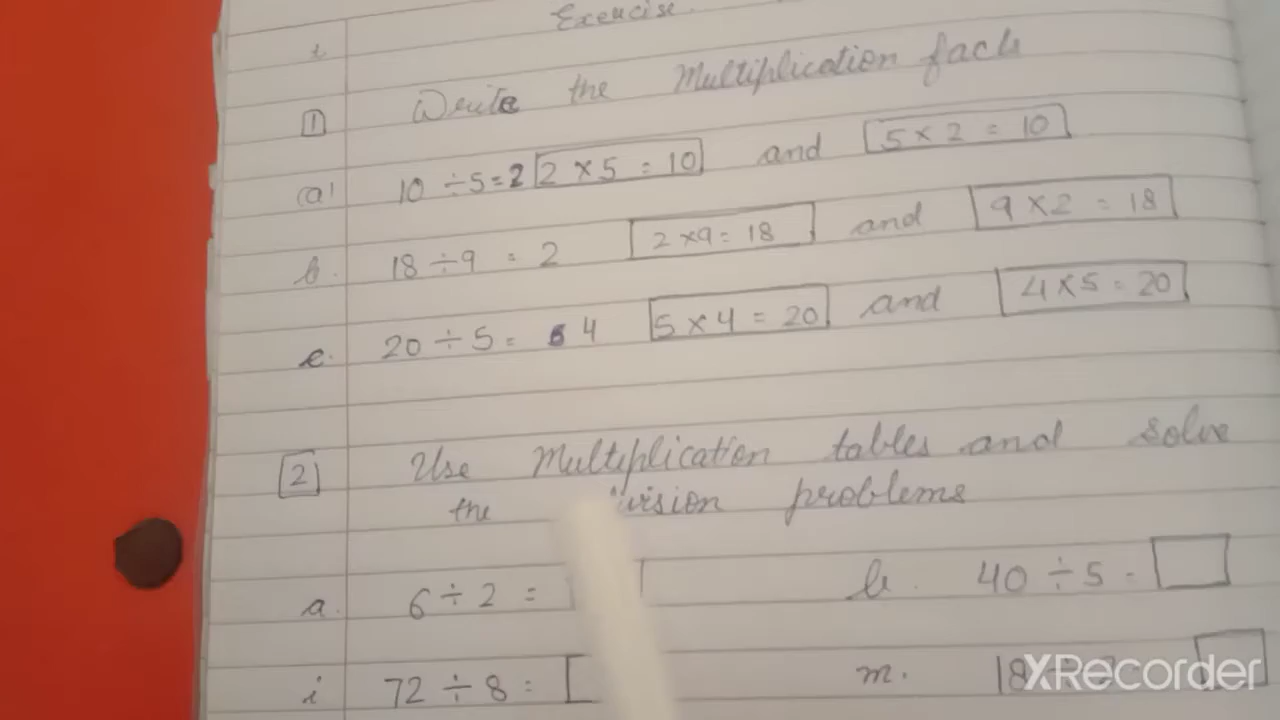 Exercise.
i
1 Write the Multiplication facts
(a) 10 ÷ 5 = 2 2 × 5 = 10 and 5 × 2 = 10
b. 18 ÷ 9 = 2 2 × 9 = 18 and 9 × 2 = 18
c. 20 ÷ 5 = 4 5 × 4 = 20 and 4 × 5 = 20
2 Use Multiplication tables and solve
the ivision problems
a. 6 ÷ 2 = b. 40 ÷ 5 =
i 72 ÷ 8 = m. 18 ÷
XRecorder